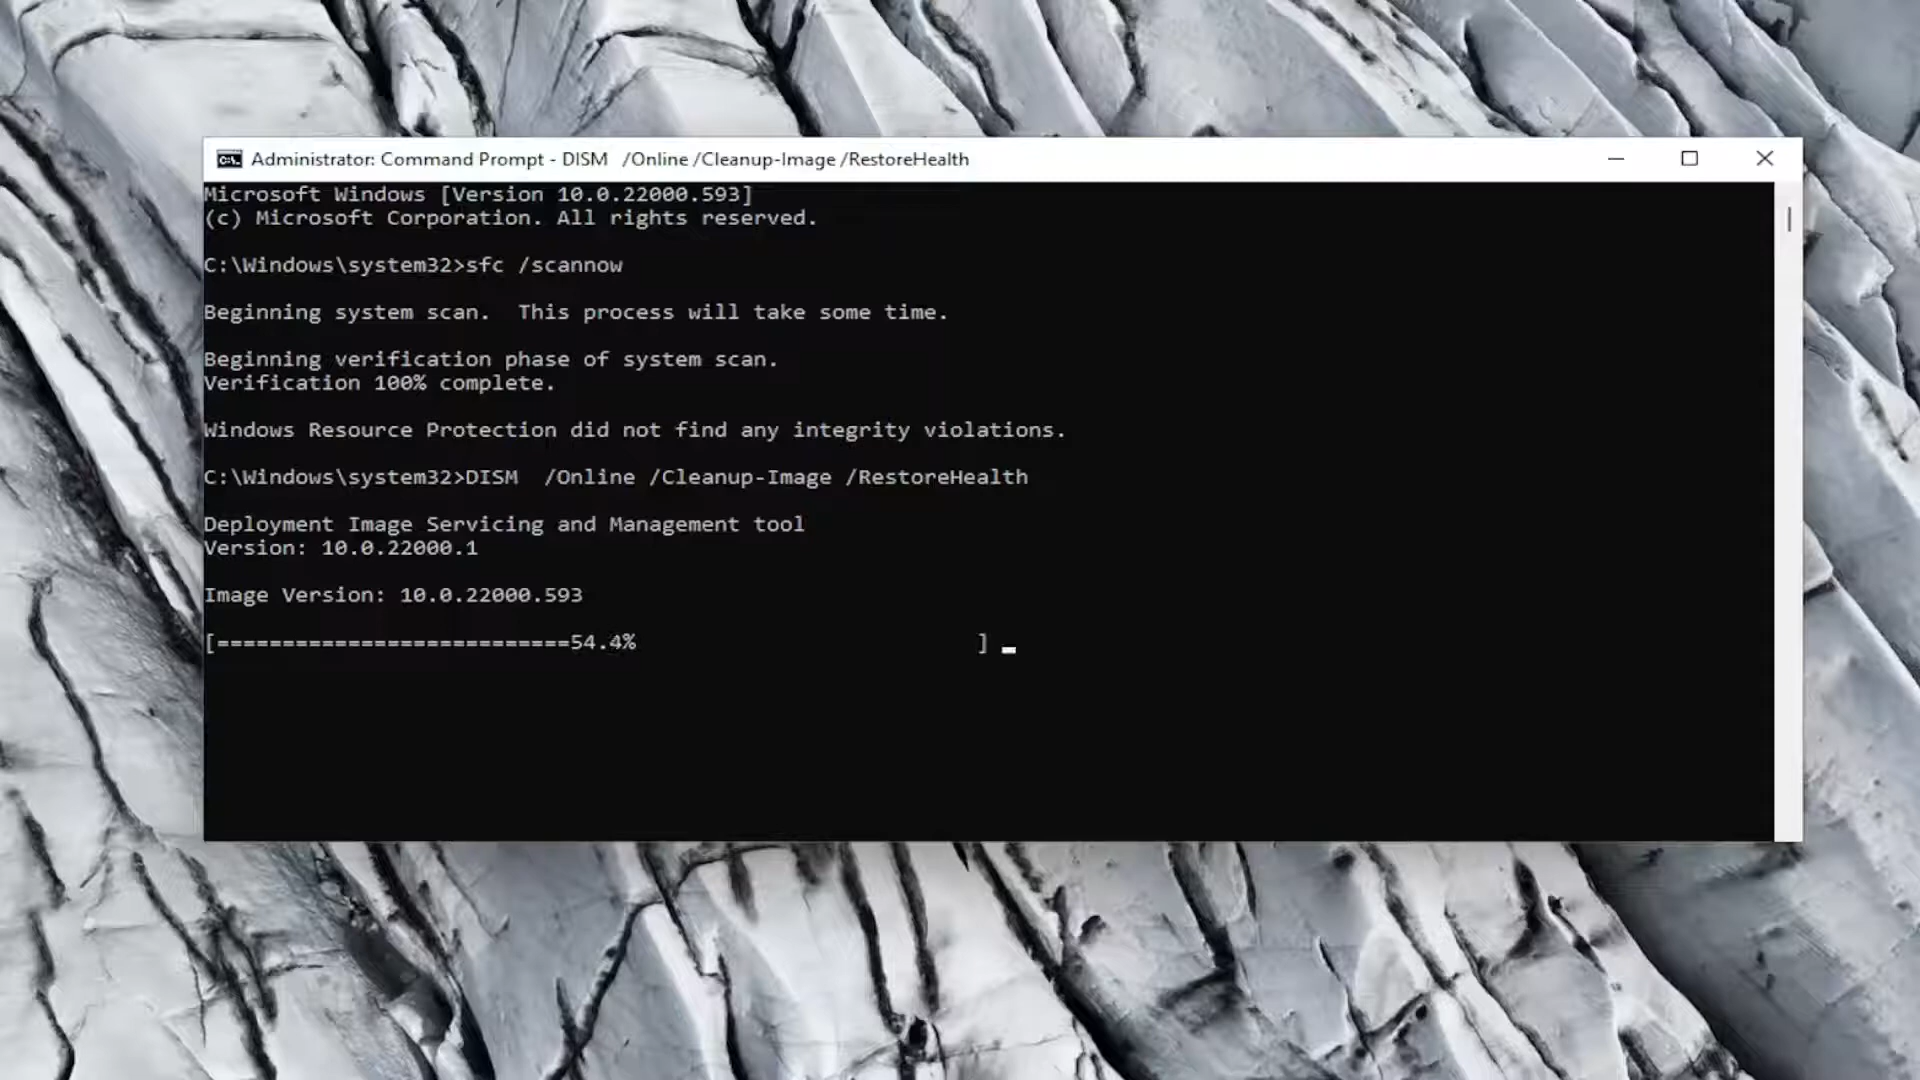 Administrator: Command Prompt - DISM  /Online /Cleanup-Image /RestoreHealth
Microsoft Windows [Version 10.0.22000.593]
(c) Microsoft Corporation. All rights reserved.
C:\Windows\system32>sfc /scannow
Beginning system scan.  This process will take some time.
Beginning verification phase of system scan.
Verification 100% complete.
Windows Resource Protection did not find any integrity violations.
C:\Windows\system32>DISM  /Online /Cleanup-Image /RestoreHealth
Deployment Image Servicing and Management tool
Version: 10.0.22000.1
Image Version: 10.0.22000.593
[===========================54.4%                          ]